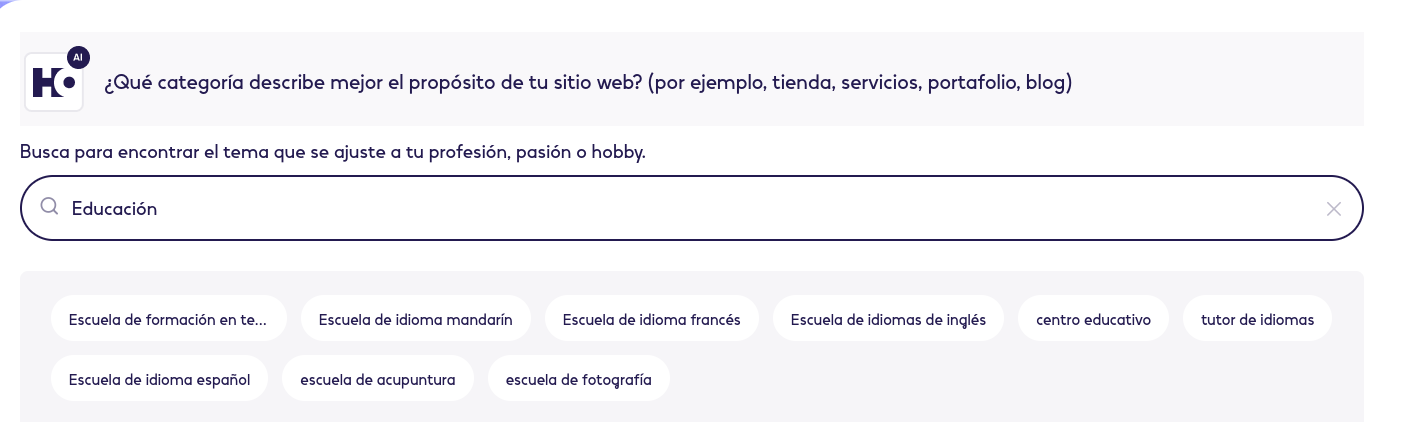 AI
HO
¿Qué categoría describe mejor el propósito de tu sitio web? (por ejemplo, tienda, servicios, portafolio, blog)
Busca para encontrar el tema que se ajuste a tu profesión, pasión o hobby.
Educación
Escuela de formación en te... Escuela de idioma mandarín Escuela de idioma francés Escuela de idiomas de inglés centro educativo tutor de idiomas
Escuela de idioma español escuela de acupuntura escuela de fotografía